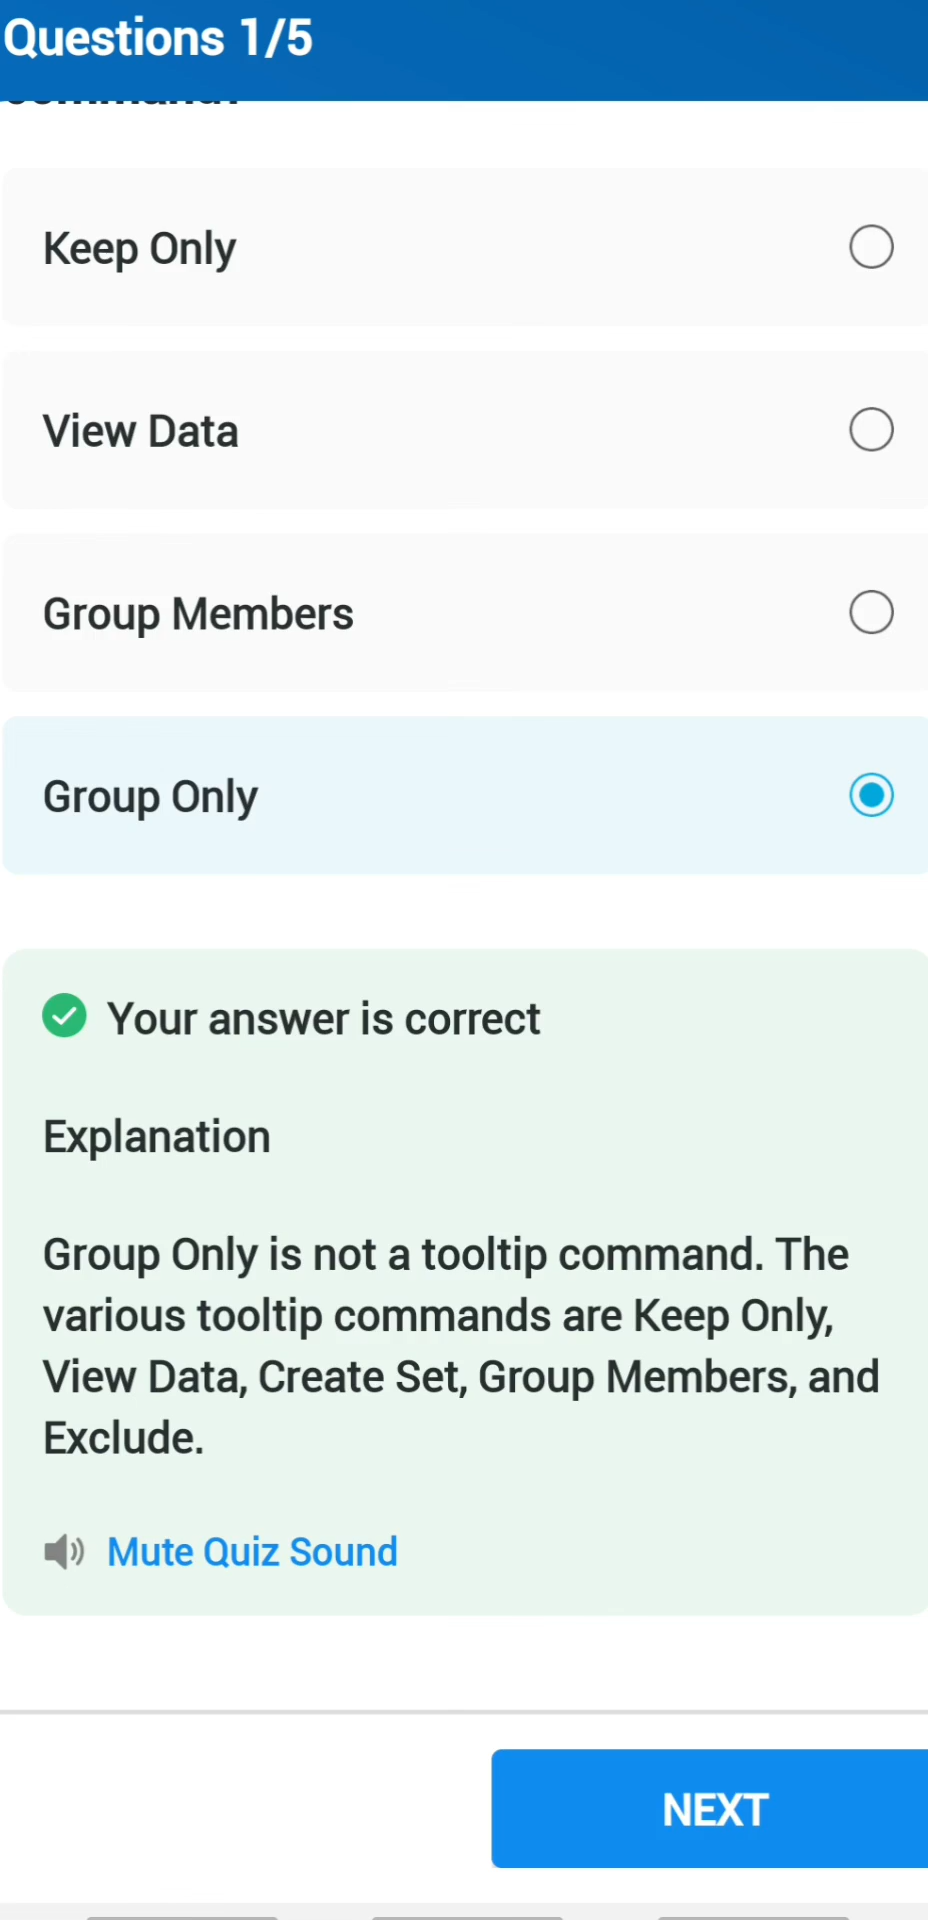 Questions 1/5
Keep Only
View Data
Group Members
Group Only
Your answer is correct
Explanation
Group Only is not a tooltip command. The
various tooltip commands are Keep Only,
View Data, Create Set, Group Members, and
Exclude.
Mute Quiz Sound
NEXT